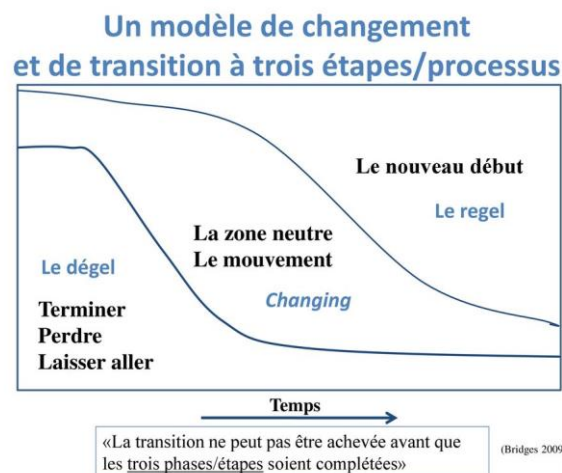 Un modèle de changement
et de transition à trois étapes/processus
Le nouveau début
Le regel
La zone neutre
Le mouvement
Changing
Le dégel
Terminer
Perdre
Laisser aller
Temps
«La transition ne peut pas être achevée avant que
les trois phases/étapes soient complétées»
(Bridges 2009